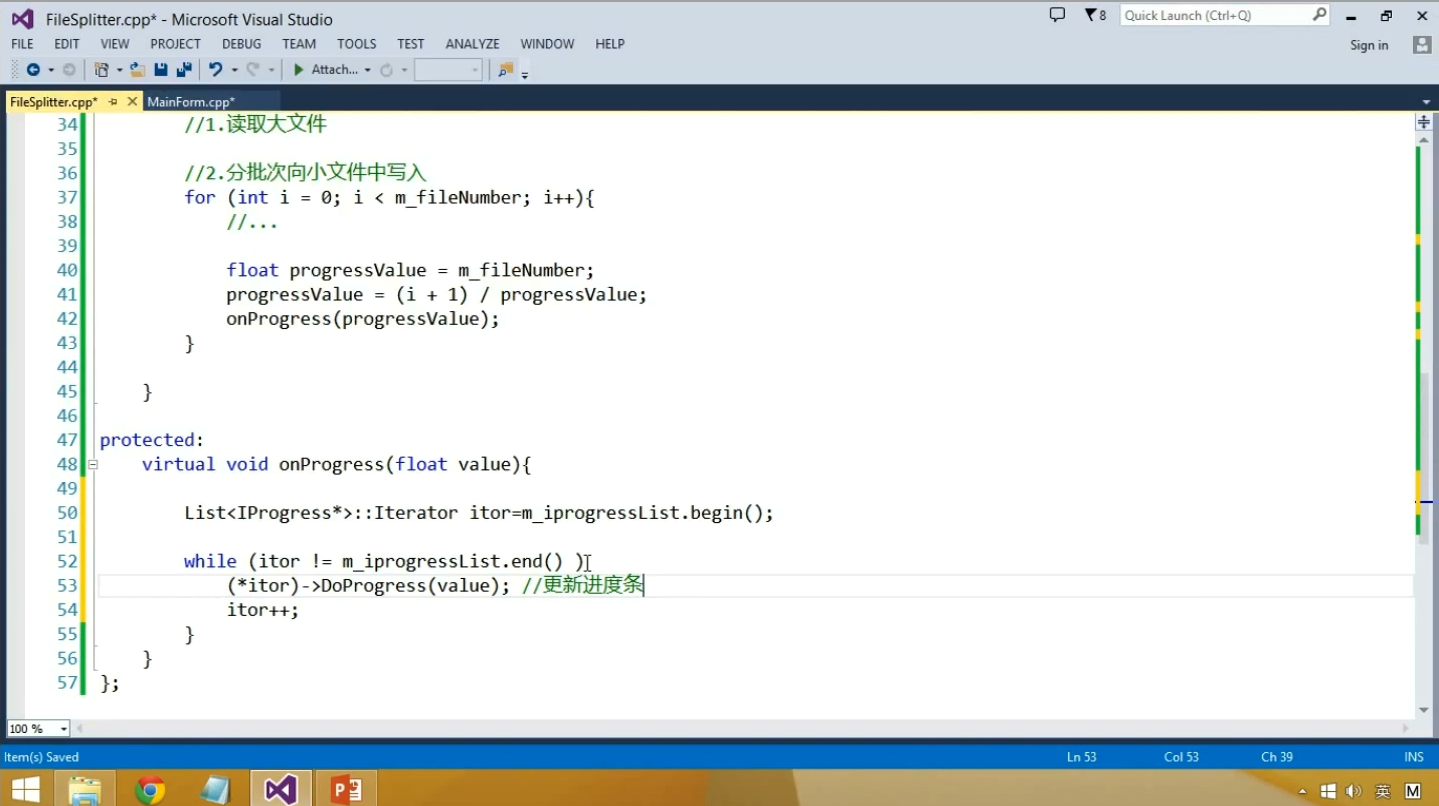 FileSplitter.cpp* - Microsoft Visual Studio
8
Quick Launch (Ctrl+Q)
FILE EDIT VIEW PROJECT DEBUG TEAM TOOLS TEST ANALYZE WINDOW HELP
Sign in
Attach...
FileSplitter.cpp* MainForm.cpp*
34 //1.读取大文件
35
36 //2.分批次向小文件中写入
37 for (int i = 0; i < m_fileNumber; i++){
38 //...
39
40 float progressValue = m_fileNumber;
41 progressValue = (i + 1) / progressValue;
42 onProgress(progressValue);
43 }
44
45 }
46
47 protected:
48 virtual void onProgress(float value){
49
50 List<IProgress*>::Iterator itor=m_iprogressList.begin();
51
52 while (itor != m_iprogressList.end() )
53 (*itor)->DoProgress(value); //更新进度条
54 itor++;
55 }
56 }
57 };
100 %
Item(s) Saved
Ln 53 Col 53 Ch 39 INS
英 M